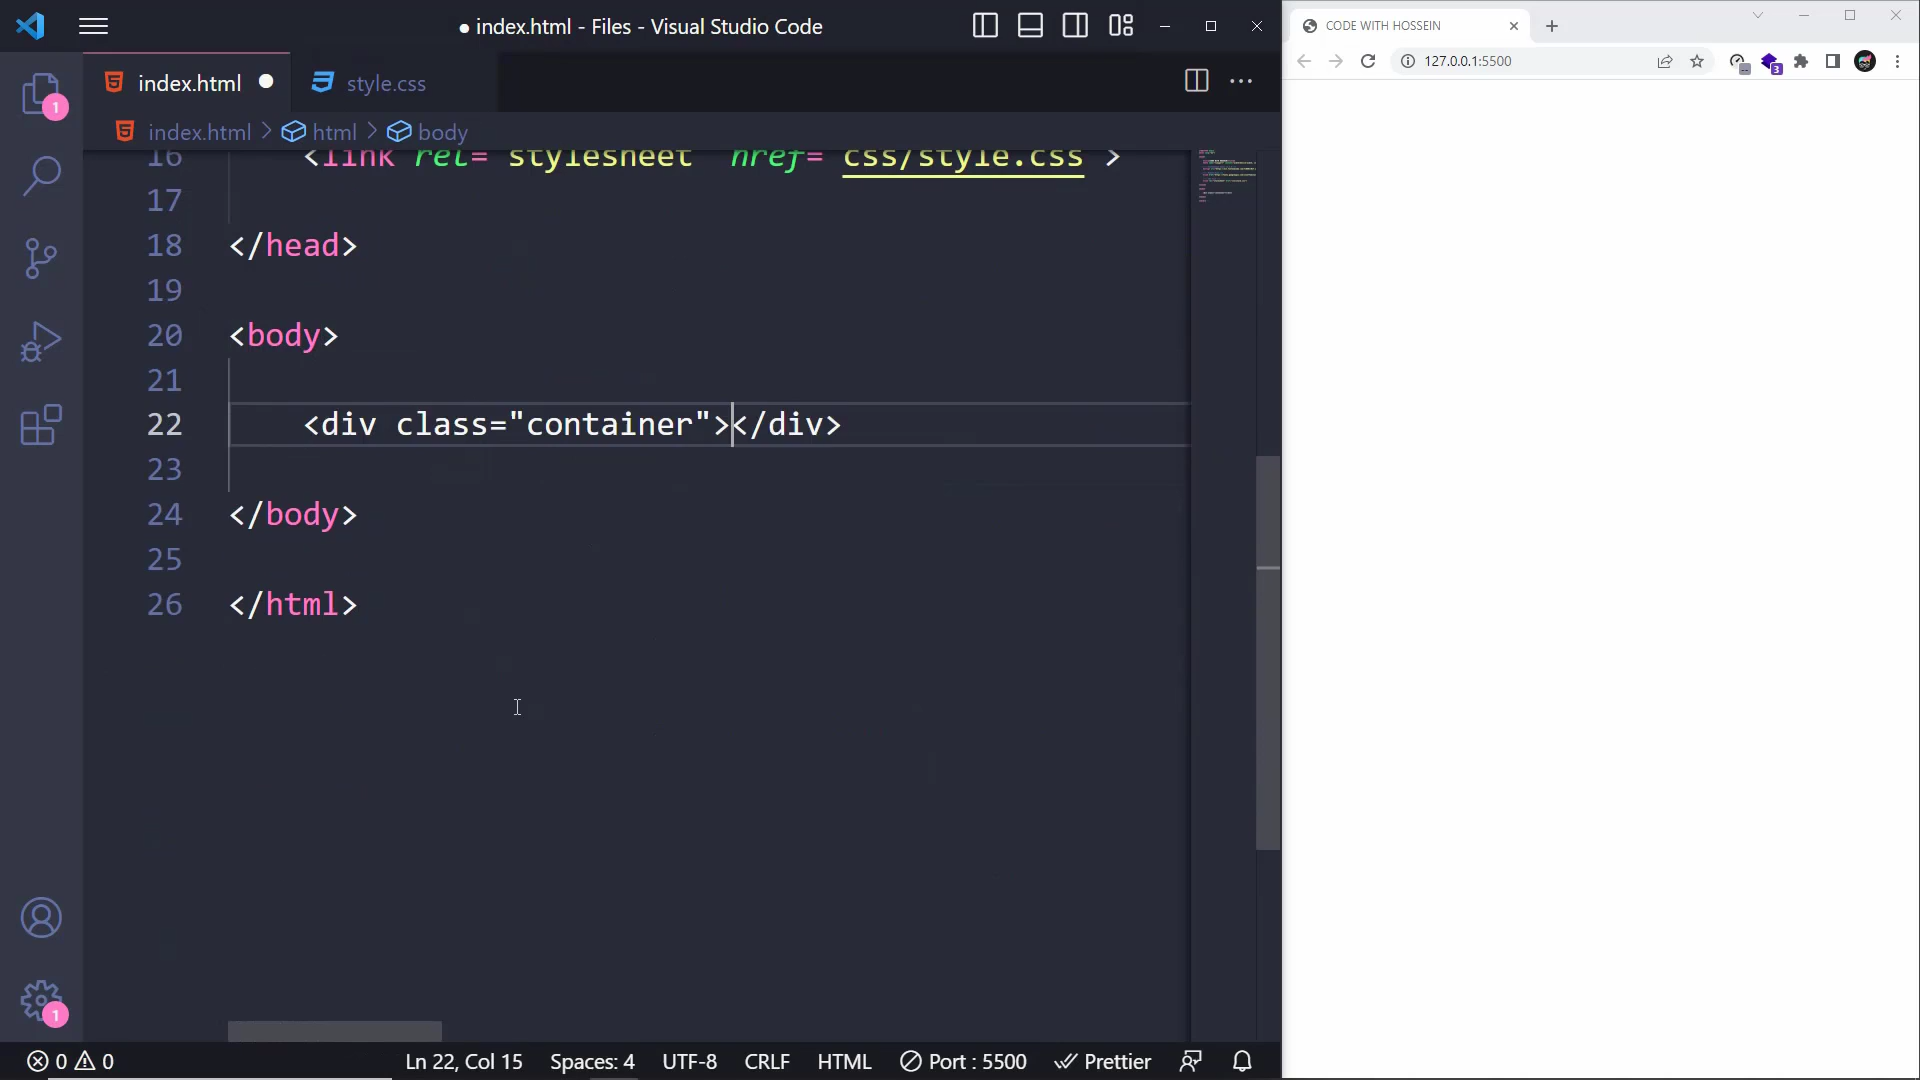 ● index.html - Files - Visual Studio Code
index.html ●
style.css
index.html > html > body
16 <link rel="stylesheet" href="css/style.css">
17
18 </head>
19
20 <body>
21
22 <div class="container"></div>
23
24 </body>
25
26 </html>
1
1
0 0
Ln 22, Col 15
Spaces: 4
UTF-8
CRLF
HTML
Port : 5500
Prettier
CODE WITH HOSSEIN
127.0.0.1:5500
3